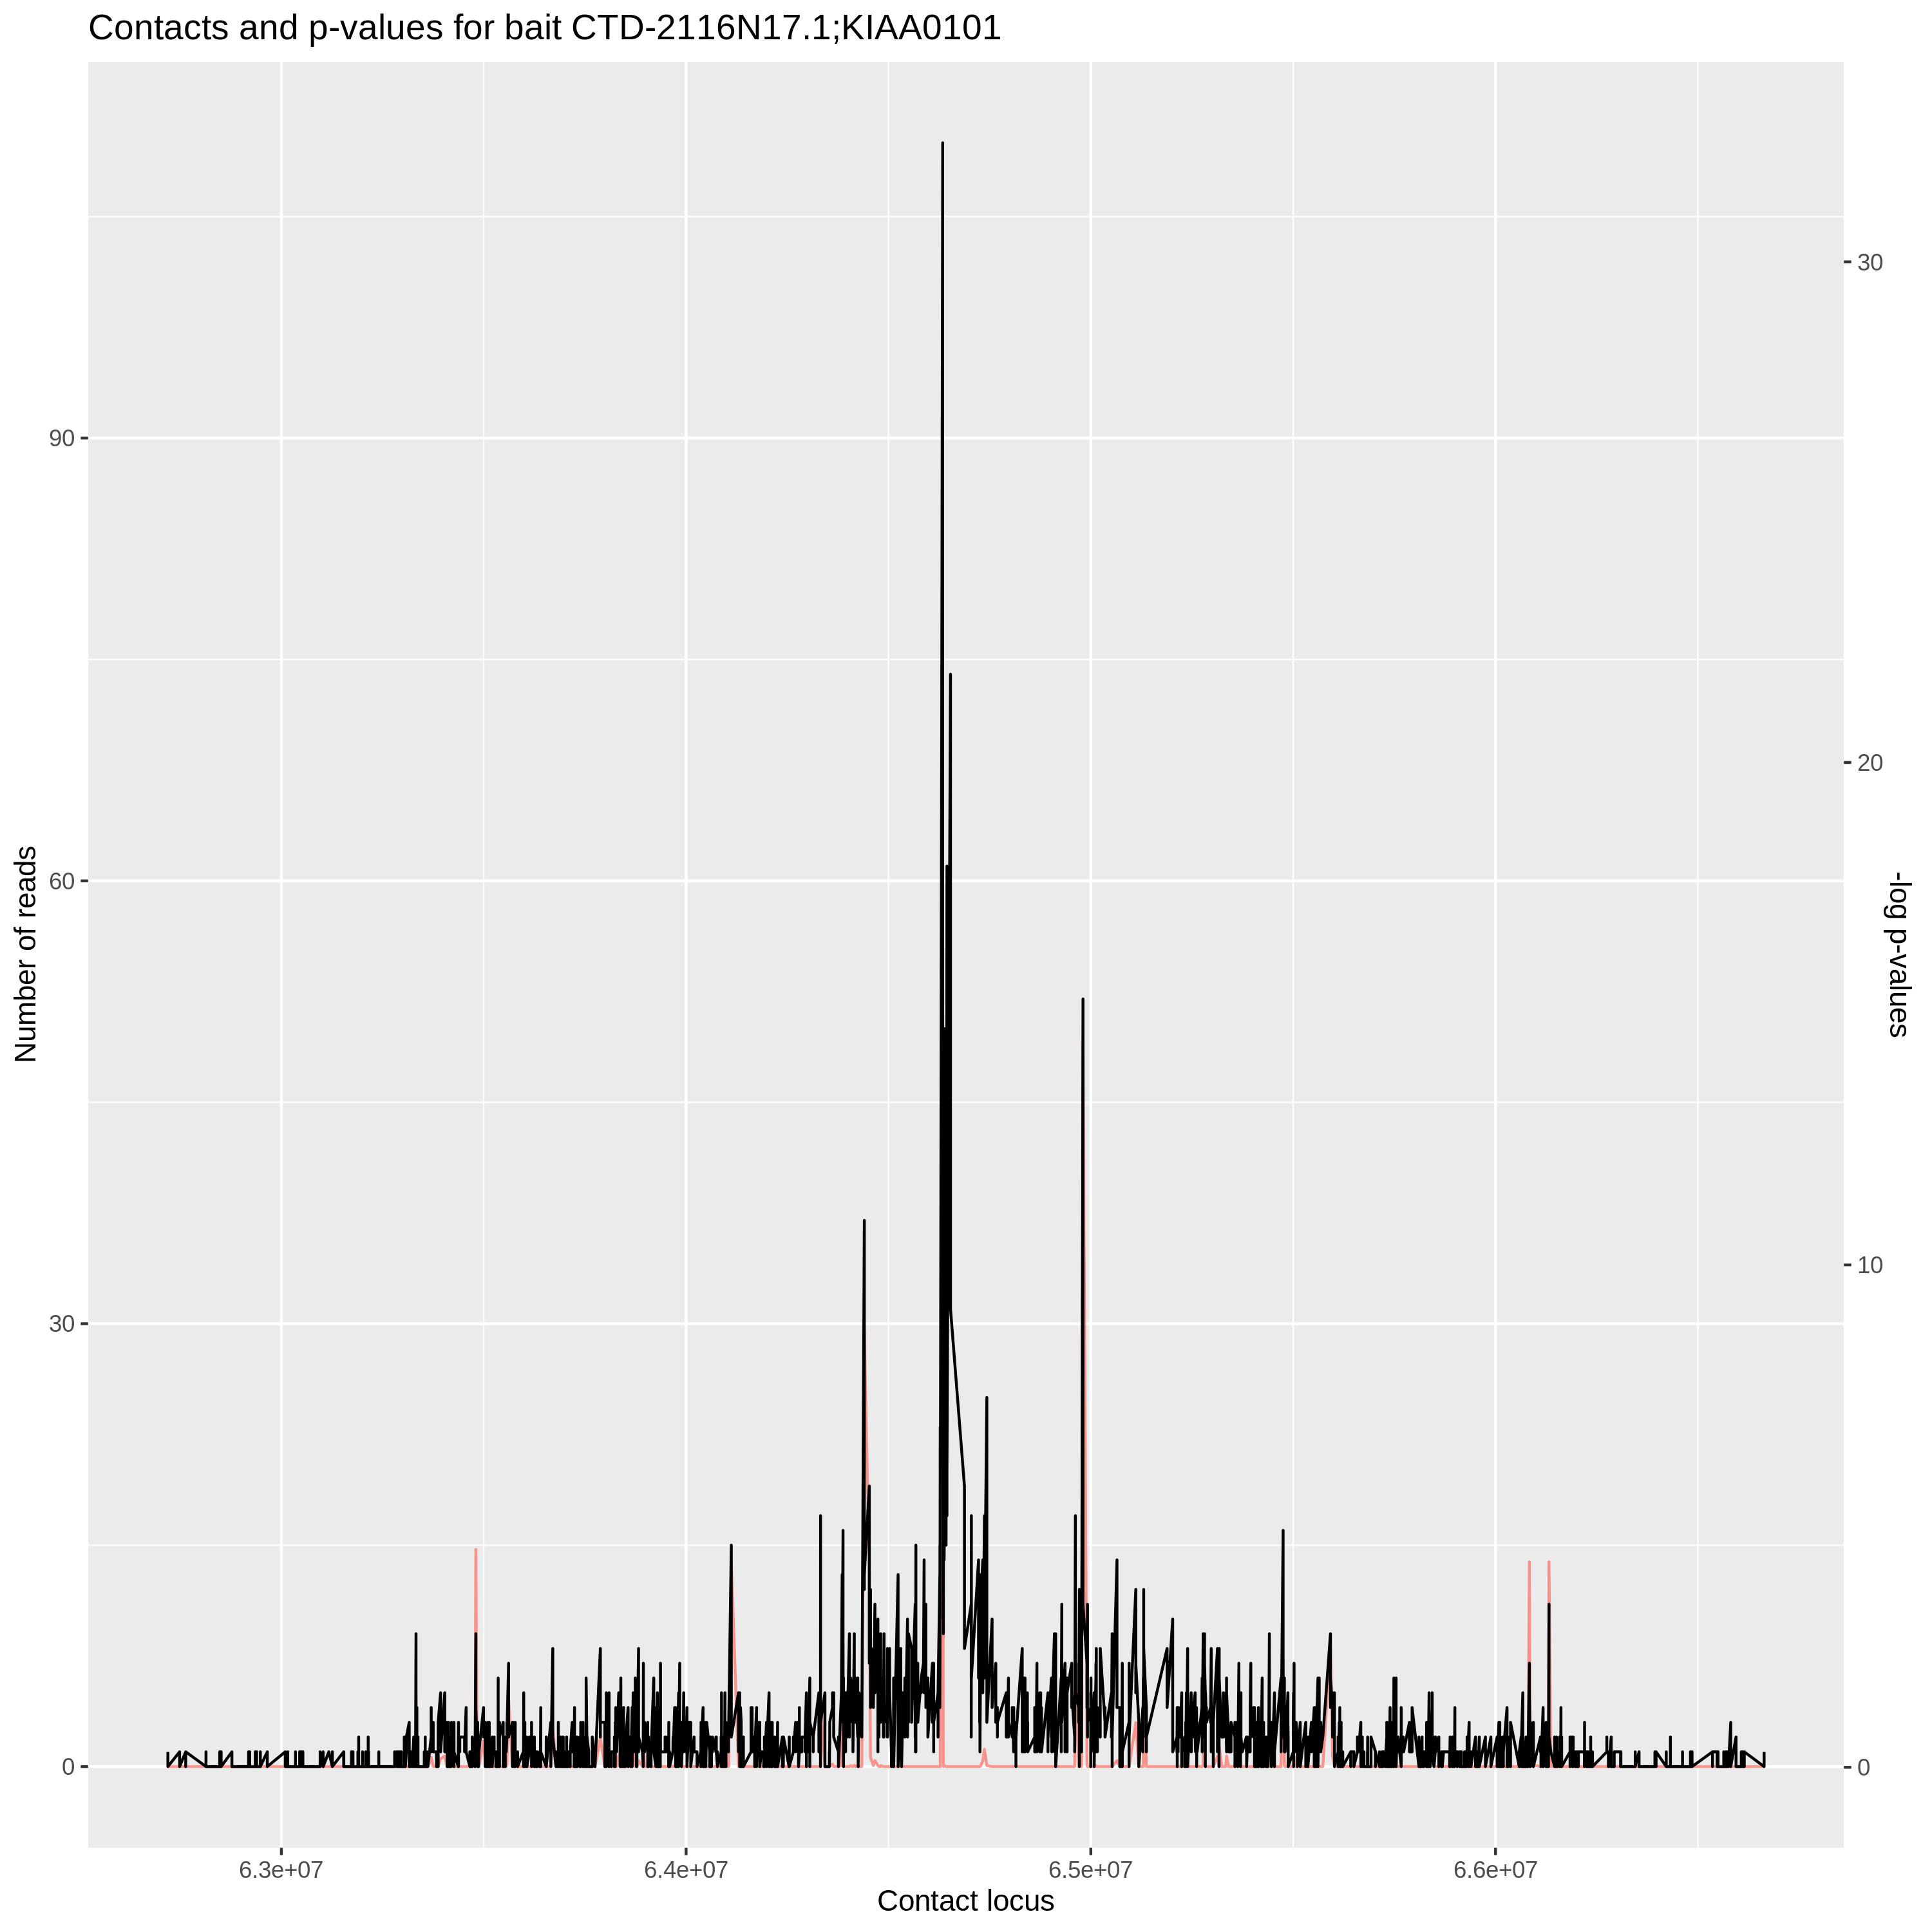 Contacts and p-values for bait CTD-2116N17.1;KIAA0101
Number of reads
90
60
30
0
30
20
10
0
-log p-values
6.3e+07
6.4e+07
6.5e+07
6.6e+07
Contact locus